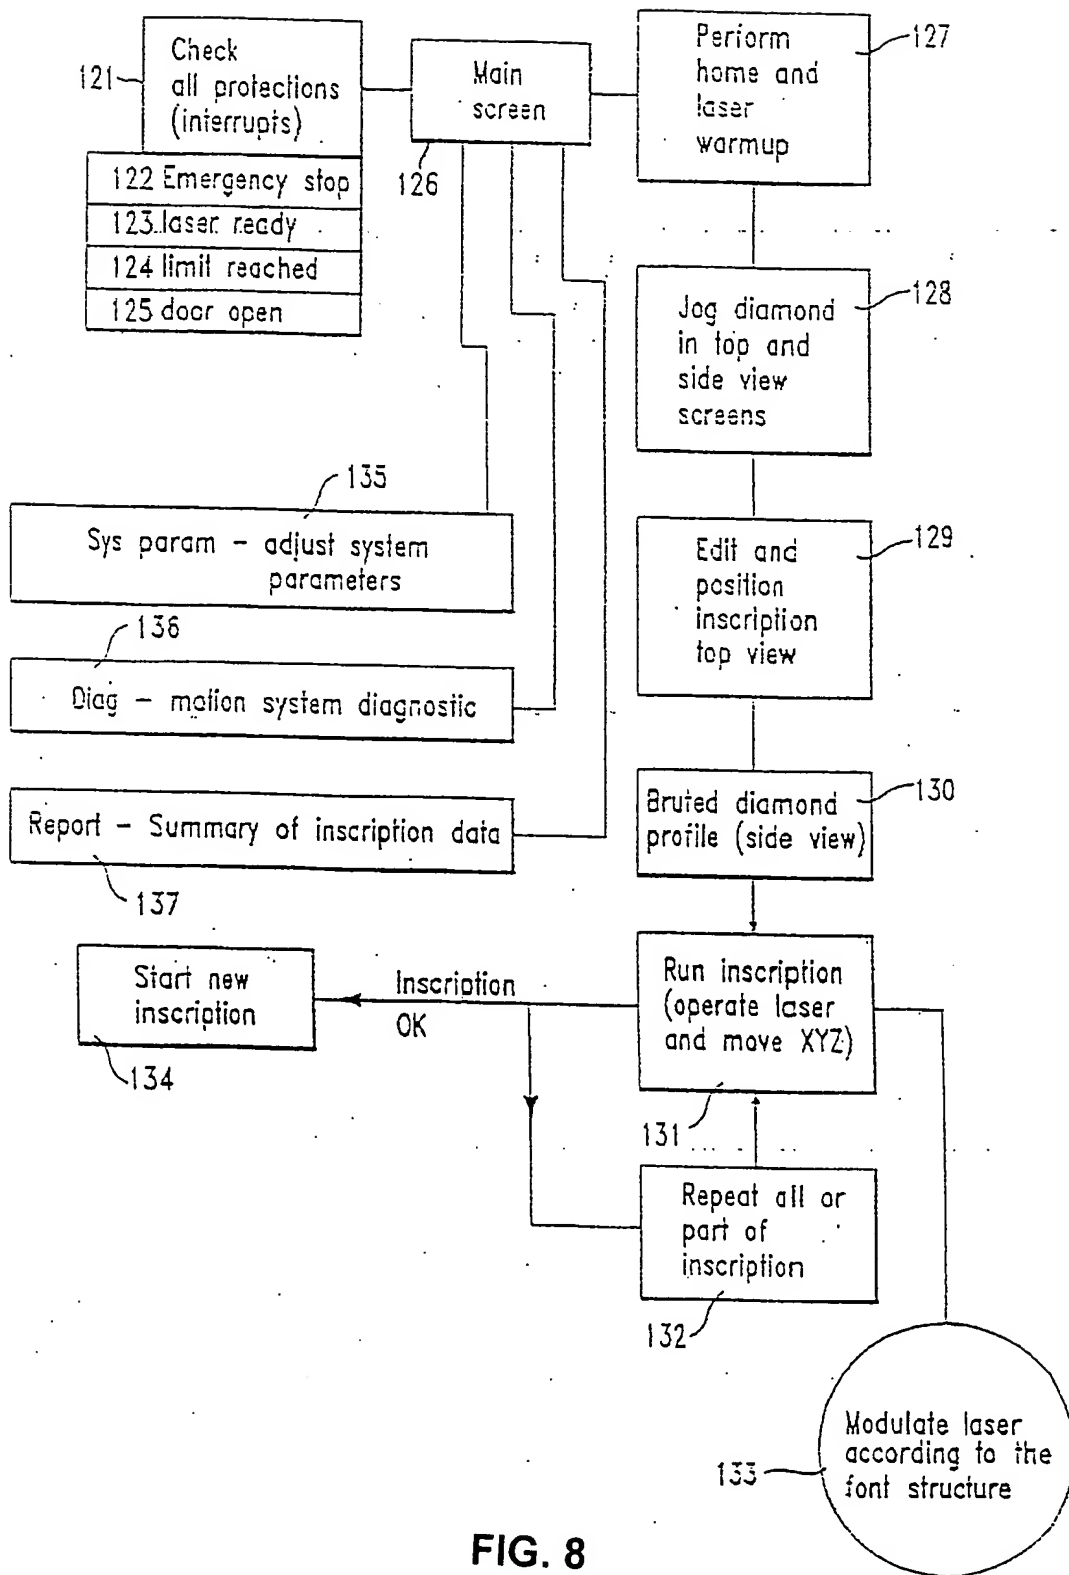 Check
all protections
(interrupts)
121
122 Emergency stop
123 laser ready
124 limit reached
125 door open
Main
screen
126
Perform
home and
laser
warmup
127
Jog diamond
in top and
side view
screens
128
Edit and
position
inscription
top view
129
Bruted diamond
profile (side view)
130
135
Sys param - adjust system
parameters
136
Diag - motion system diagnostic
Report - Summary of inscription data
137
Start new
inscription
134
Inscription
OK
Run inscription
(operate laser
and move XYZ)
131
Repeat all or
part of
inscription
132
Modulate laser
according to the
font structure
133
FIG. 8